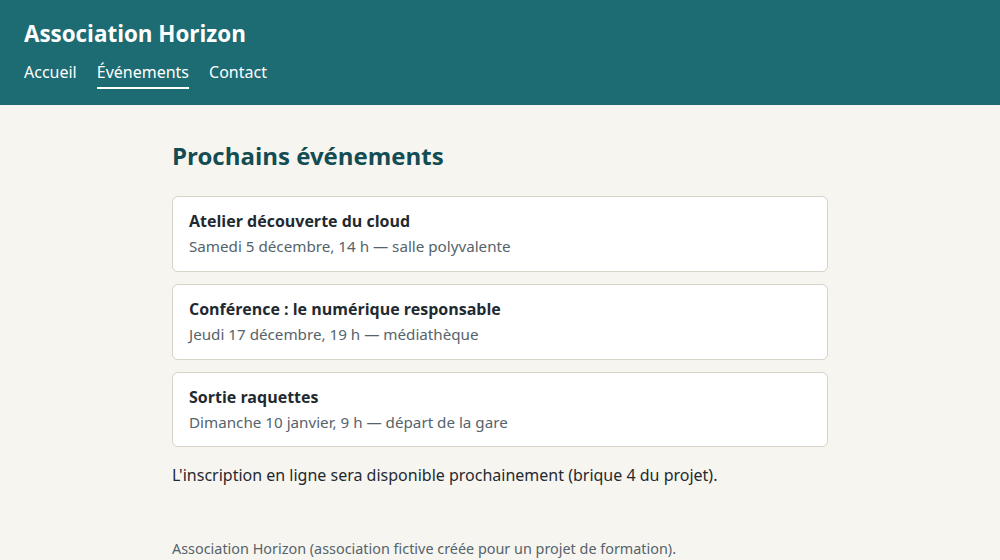 Association Horizon
Accueil Événements Contact
Prochains événements
Atelier découverte du cloud
Samedi 5 décembre, 14 h — salle polyvalente
Conférence : le numérique responsable
Jeudi 17 décembre, 19 h — médiathèque
Sortie raquettes
Dimanche 10 janvier, 9 h — départ de la gare
L'inscription en ligne sera disponible prochainement (brique 4 du projet).
Association Horizon (association fictive créée pour un projet de formation).